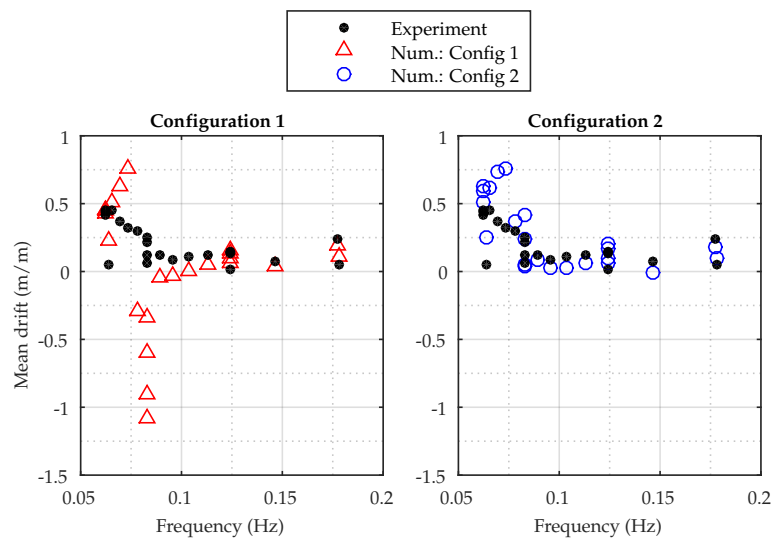 Experiment
Num.: Config 1
Num.: Config 2
Configuration 1
Configuration 2
1
0.5
0
-0.5
-1
-1.5
Mean drift (m/m)
0.05
0.1
0.15
0.2
Frequency (Hz)
1
0.5
0
-0.5
-1
-1.5
0.05
0.1
0.15
0.2
Frequency (Hz)